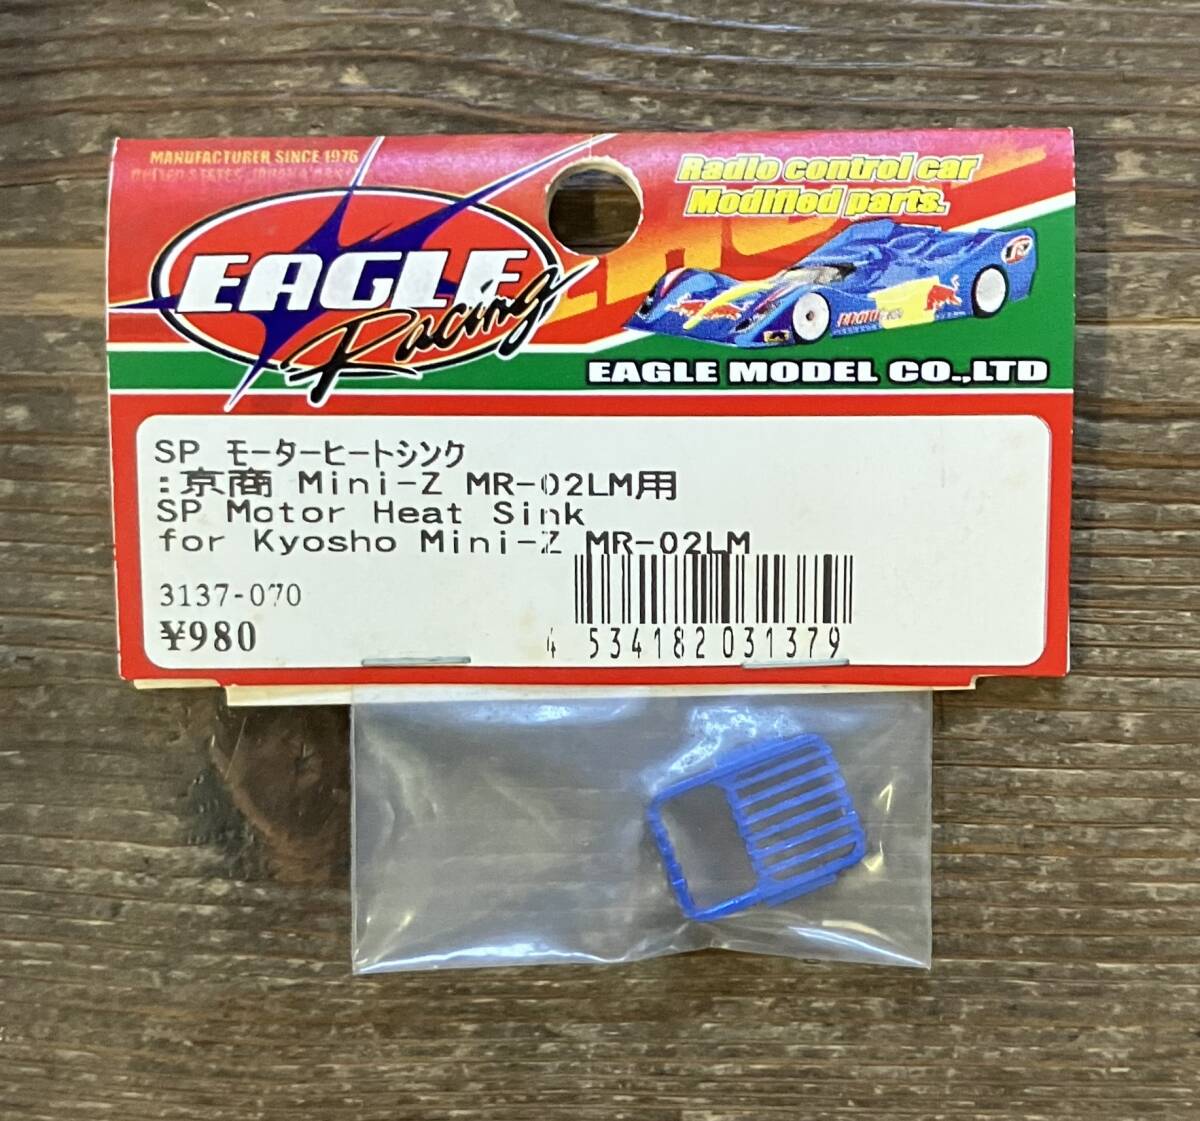 MANUFACTURER SINCE 1976
EAGLE
Racing
Radio control car
Modified parts.
EAGLE MODEL CO.,LTD
SP モーターヒートシンク
:京商 Mini-Z MR-02LM用
SP Motor Heat Sink
for Kyosho Mini-Z MR-02LM
3137-070
¥980
4 534182 031379